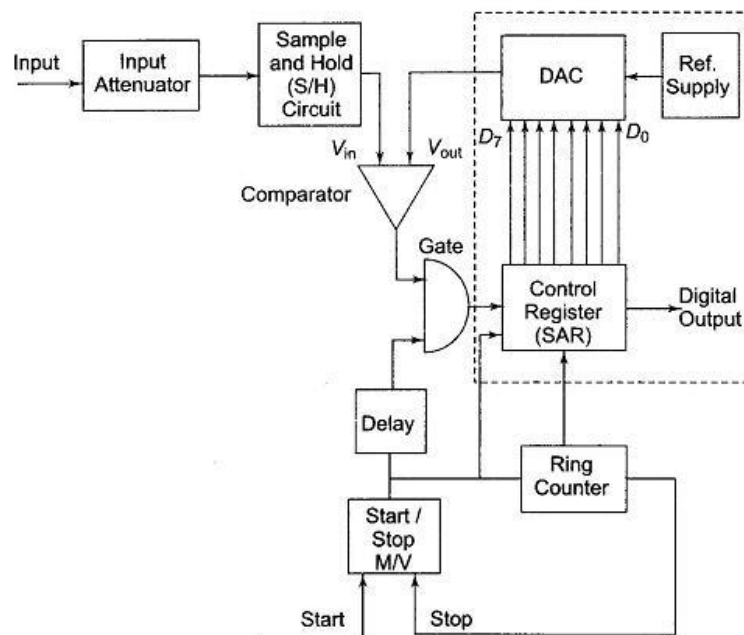 Input
Input
Attenuator
Sample
and Hold
(S/H)
Circuit
DAC
Ref.
Supply
D7
D0
Vin
Vout
Comparator
Gate
Control
Register
(SAR)
Digital
Output
Delay
Ring
Counter
Start /
Stop
M/V
Start
Stop